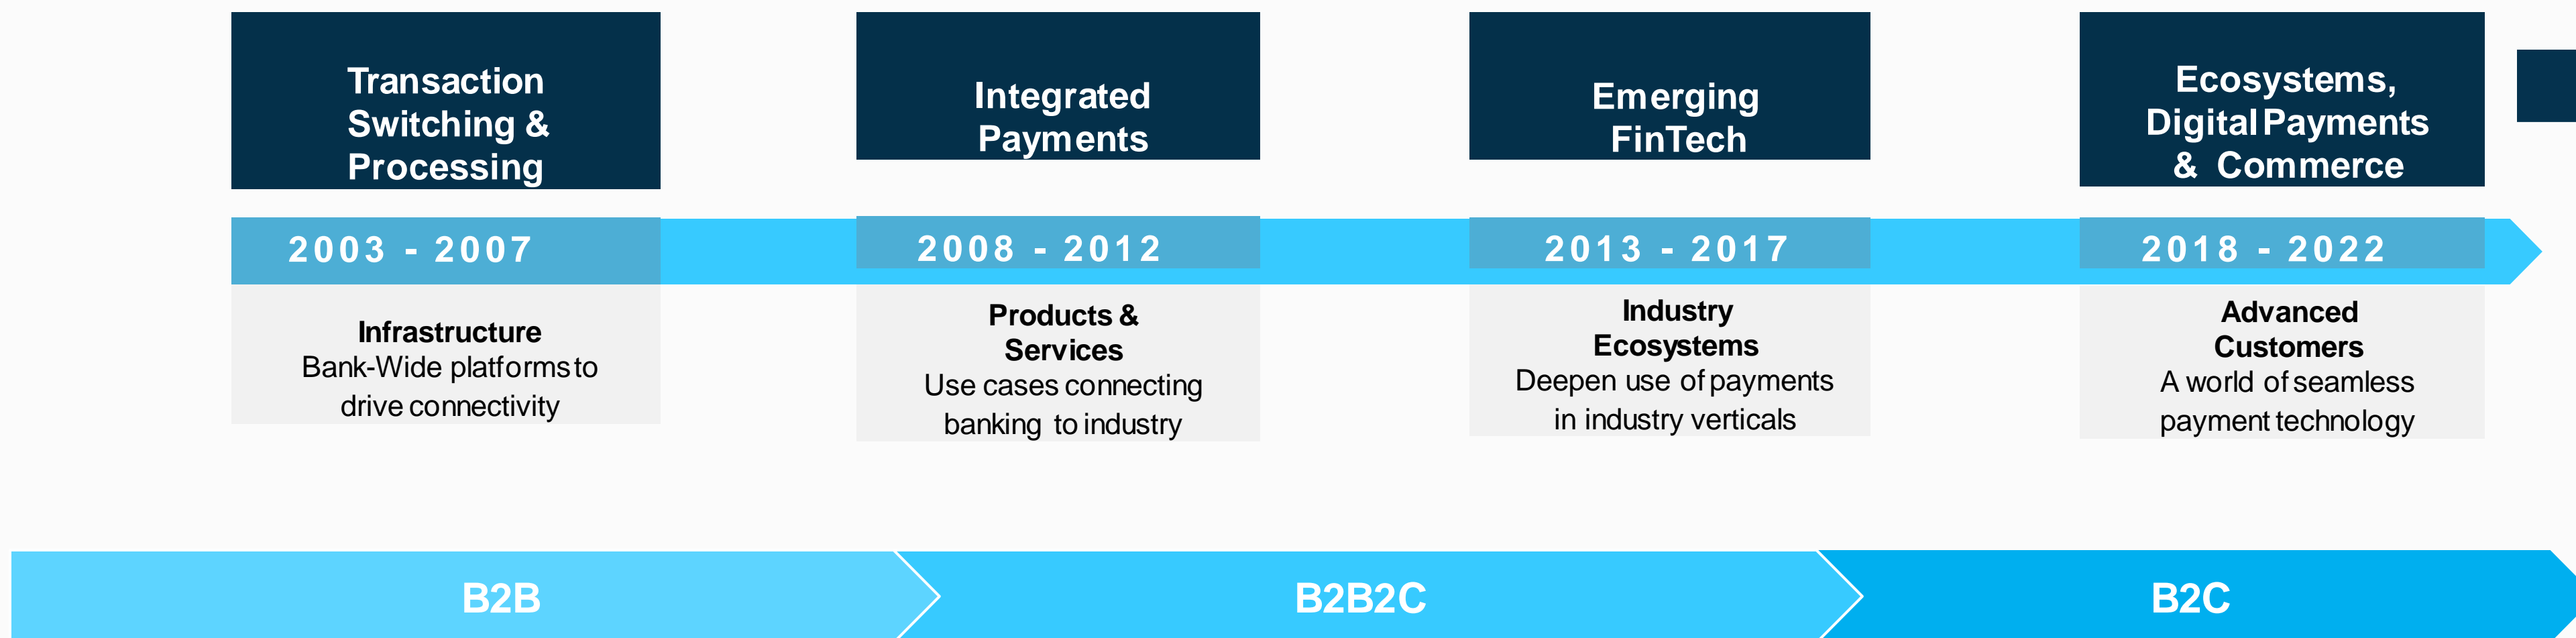 Transaction
Switching &
Processing
Integrated
Payments
Emerging
FinTech
Ecosystems,
Digital Payments
& Commerce
2003 - 2007
2008 - 2012
2013 - 2017
2018 - 2022
Infrastructure
Bank-Wide platforms to
drive connectivity
Products &
Services
Use cases connecting
banking to industry
Industry
Ecosystems
Deepen use of payments
in industry verticals
Advanced
Customers
A world of seamless
payment technology
B2B
B2B2C
B2C